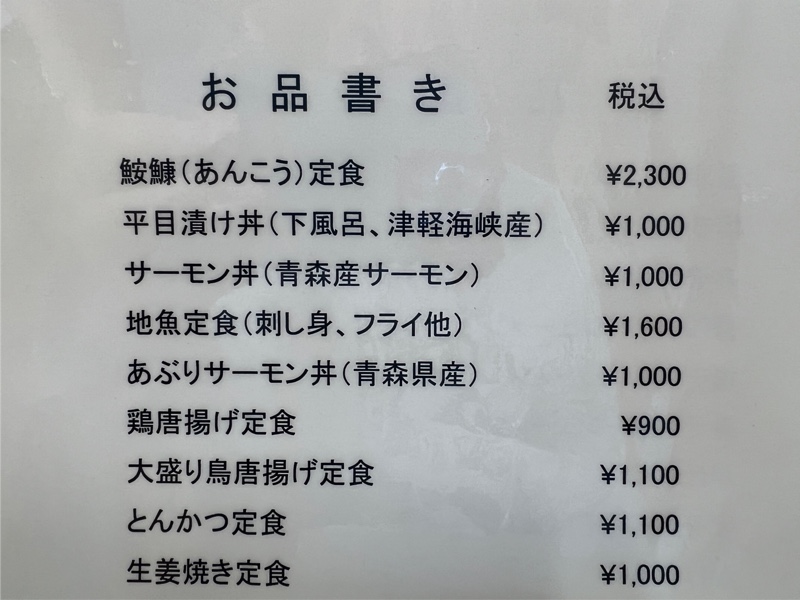 お品書き 税込
鮟鱇（あんこう）定食 ¥2,300
平目漬け丼（下風呂、津軽海峡産） ¥1,000
サーモン丼（青森産サーモン） ¥1,000
地魚定食（刺し身、フライ他） ¥1,600
あぶりサーモン丼（青森県産） ¥1,000
鶏唐揚げ定食 ¥900
大盛り鳥唐揚げ定食 ¥1,100
とんかつ定食 ¥1,100
生姜焼き定食 ¥1,000